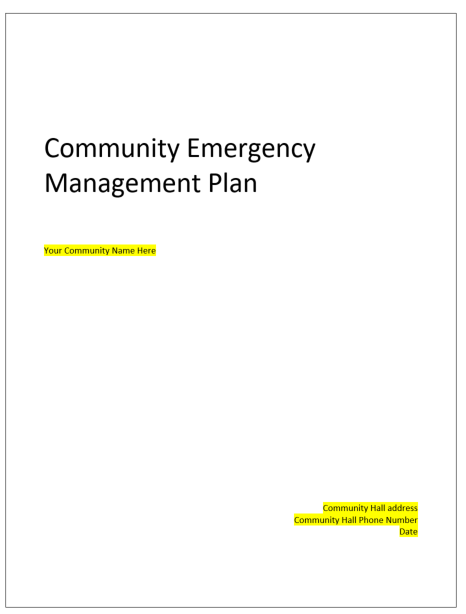 Community Emergency
Management Plan
Your Community Name Here
Community Hall address
Community Hall Phone Number
Date